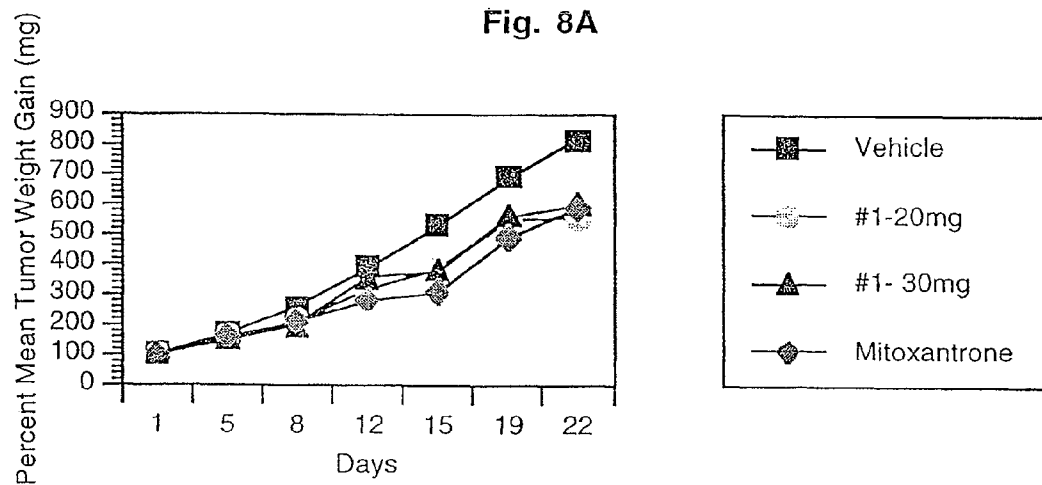 Fig. 8A
Percent Mean Tumor Weight Gain (mg)
900
800
700
600
500
400
300
200
100
0
1 5 8 12 15 19 22
Days
Vehicle
#1-20mg
#1- 30mg
Mitoxantrone